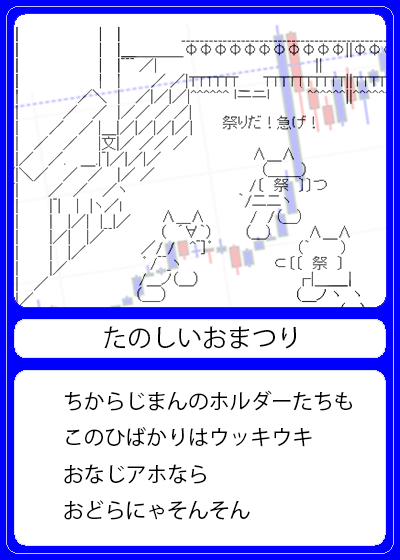 祭りだ！急げ！
文
祭
祭
たのしいおまつり
ちからじまんのホルダーたちも
このひばかりはウッキウキ
おなじアホなら
おどらにゃそんそん